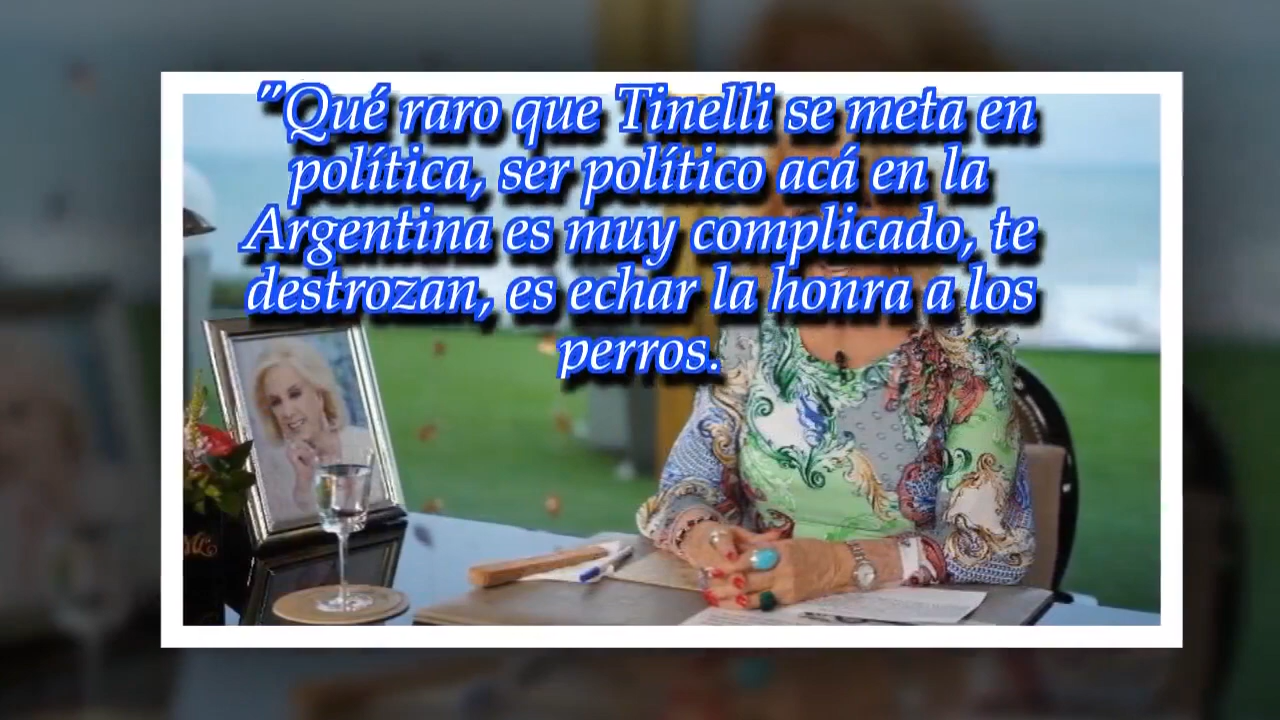 "Qué raro que Tinelli se meta en
política, ser político acá en la
Argentina es muy complicado, te
destrozan, es echar la honra a los
perros.